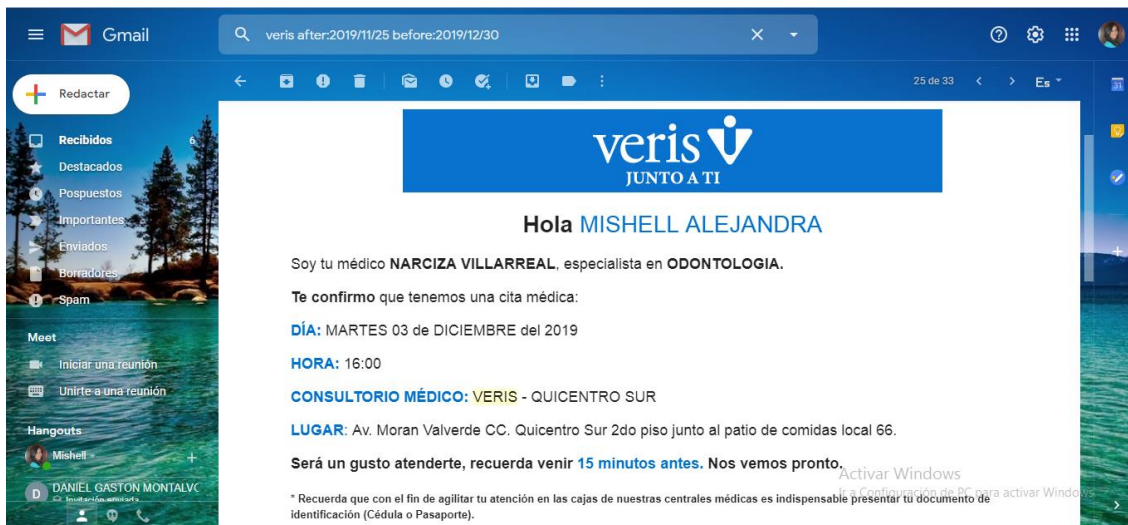 Gmail
veris after:2019/11/25 before:2019/12/30
Redactar
25 de 33
Es
Recibidos 6
Destacados
Pospuestos
Importantes
Enviados
Borradores
Spam
Meet
Iniciar una reunión
Unirte a una reunión
Hangouts
Mishell
D DANIEL GASTON MONTALVC
Invitación enviada
veris
JUNTO A TI
Hola MISHELL ALEJANDRA
Soy tu médico NARCIZA VILLARREAL, especialista en ODONTOLOGIA.
Te confirmo que tenemos una cita médica:
DÍA: MARTES 03 de DICIEMBRE del 2019
HORA: 16:00
CONSULTORIO MÉDICO: VERIS - QUICENTRO SUR
LUGAR: Av. Moran Valverde CC. Quicentro Sur 2do piso junto al patio de comidas local 66.
Será un gusto atenderte, recuerda venir 15 minutos antes. Nos vemos pronto.
Activar Windows
Ir a Configuración de PC para activar Windows
* Recuerda que con el fin de agilitar tu atención en las cajas de nuestras centrales médicas es indispensable presentar tu documento de
identificación (Cédula o Pasaporte).
31